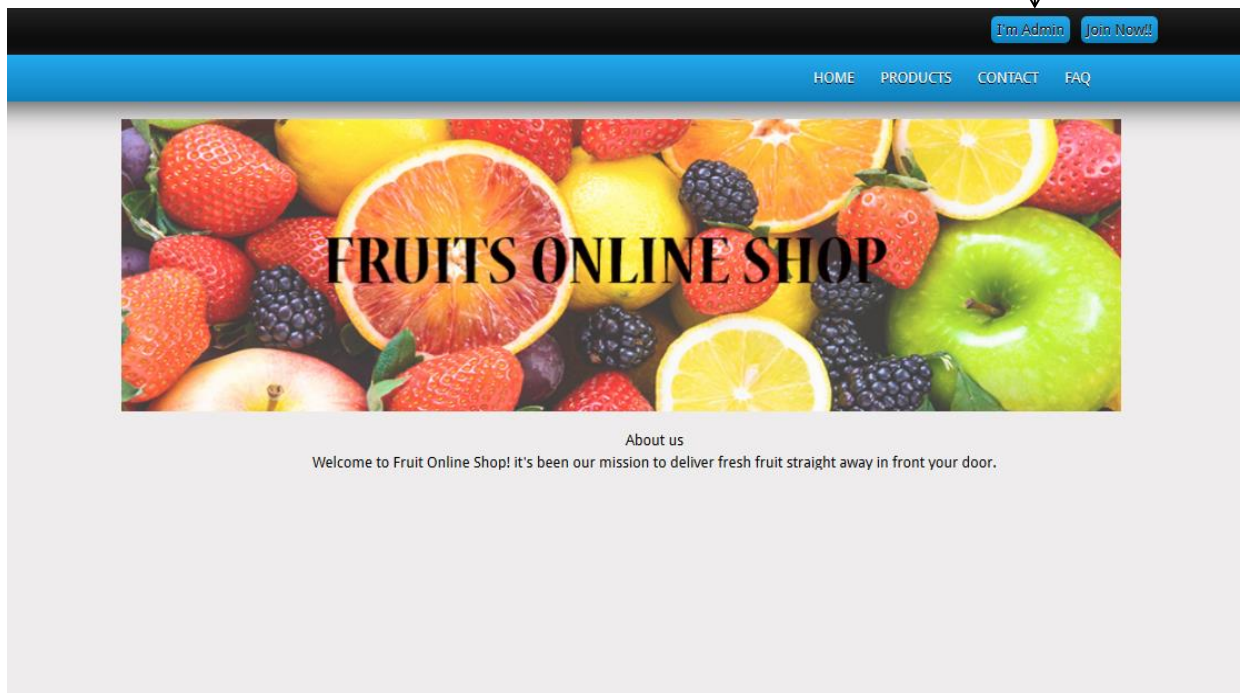 I'm Admin Join Now!!
HOME PRODUCTS CONTACT FAQ
FRUITS ONLINE SHOP
About us
Welcome to Fruit Online Shop! it's been our mission to deliver fresh fruit straight away in front your door.